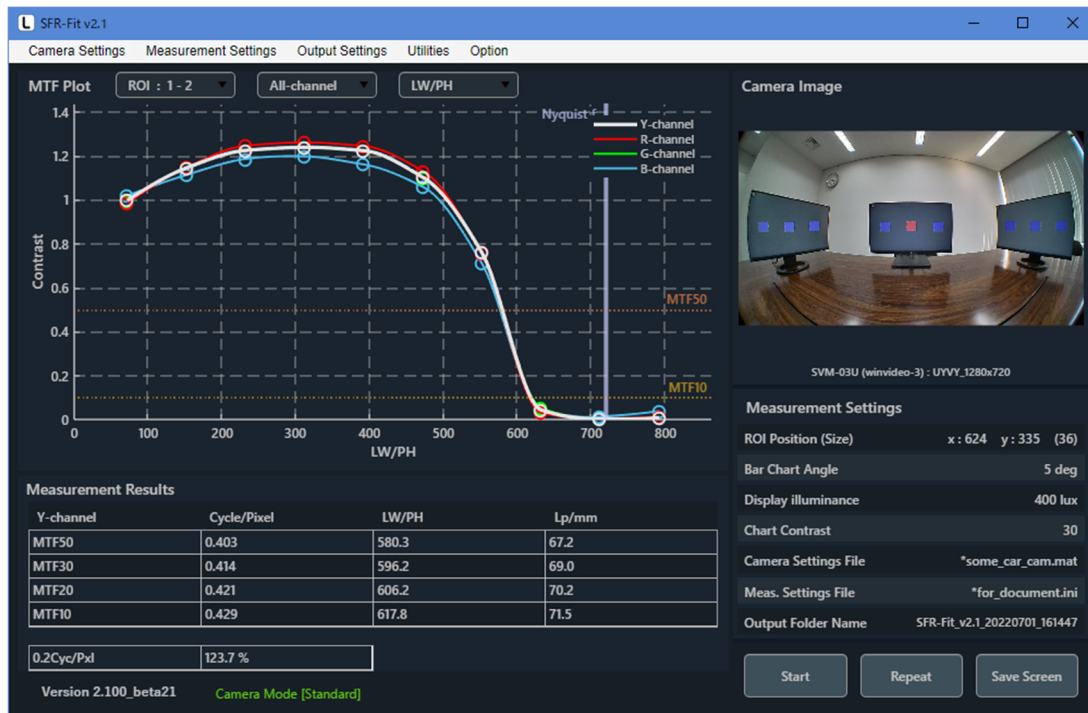 SFR-Fit v2.1
Camera Settings Measurement Settings Output Settings Utilities Option
MTF Plot ROI : 1 - 2 All-channel LW/PH
Nyquist f
Y-channel
R-channel
G-channel
B-channel
1.4
1.2
1
0.8
0.6
0.4
0.2
0
Contrast
MTF50
MTF10
0 100 200 300 400 500 600 700 800
LW/PH
Camera Image
SVM-03U (winvideo-3) : UYVY_1280x720
Measurement Settings
ROI Position (Size) x : 624 y : 335 (36)
Bar Chart Angle 5 deg
Display illuminance 400 lux
Chart Contrast 30
Camera Settings File *some_car_cam.mat
Meas. Settings File *for_document.ini
Output Folder Name SFR-Fit_v2.1_20220701_161447
Start Repeat Save Screen
Measurement Results
Y-channel Cycle/Pixel LW/PH Lp/mm
MTF50 0.403 580.3 67.2
MTF30 0.414 596.2 69.0
MTF20 0.421 606.2 70.2
MTF10 0.429 617.8 71.5
0.2Cyc/Pxl 123.7 %
Version 2.100_beta21 Camera Mode [Standard]